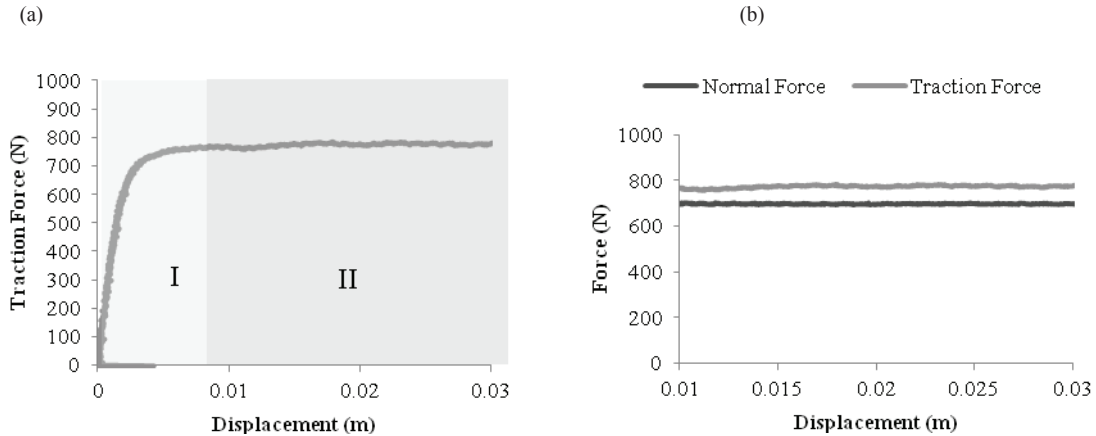 (a)
(b)
Traction Force (N)
1000
900
800
700
600
500
400
300
200
100
0
I
II
0
0.01
0.02
0.03
Displacement (m)
Normal Force
Traction Force
Force (N)
1000
800
600
400
200
0
0.01
0.015
0.02
0.025
0.03
Displacement (m)